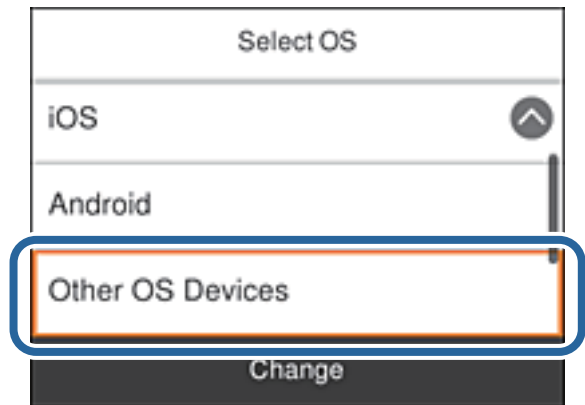 Select OS
iOS
Android
Other OS Devices
Change